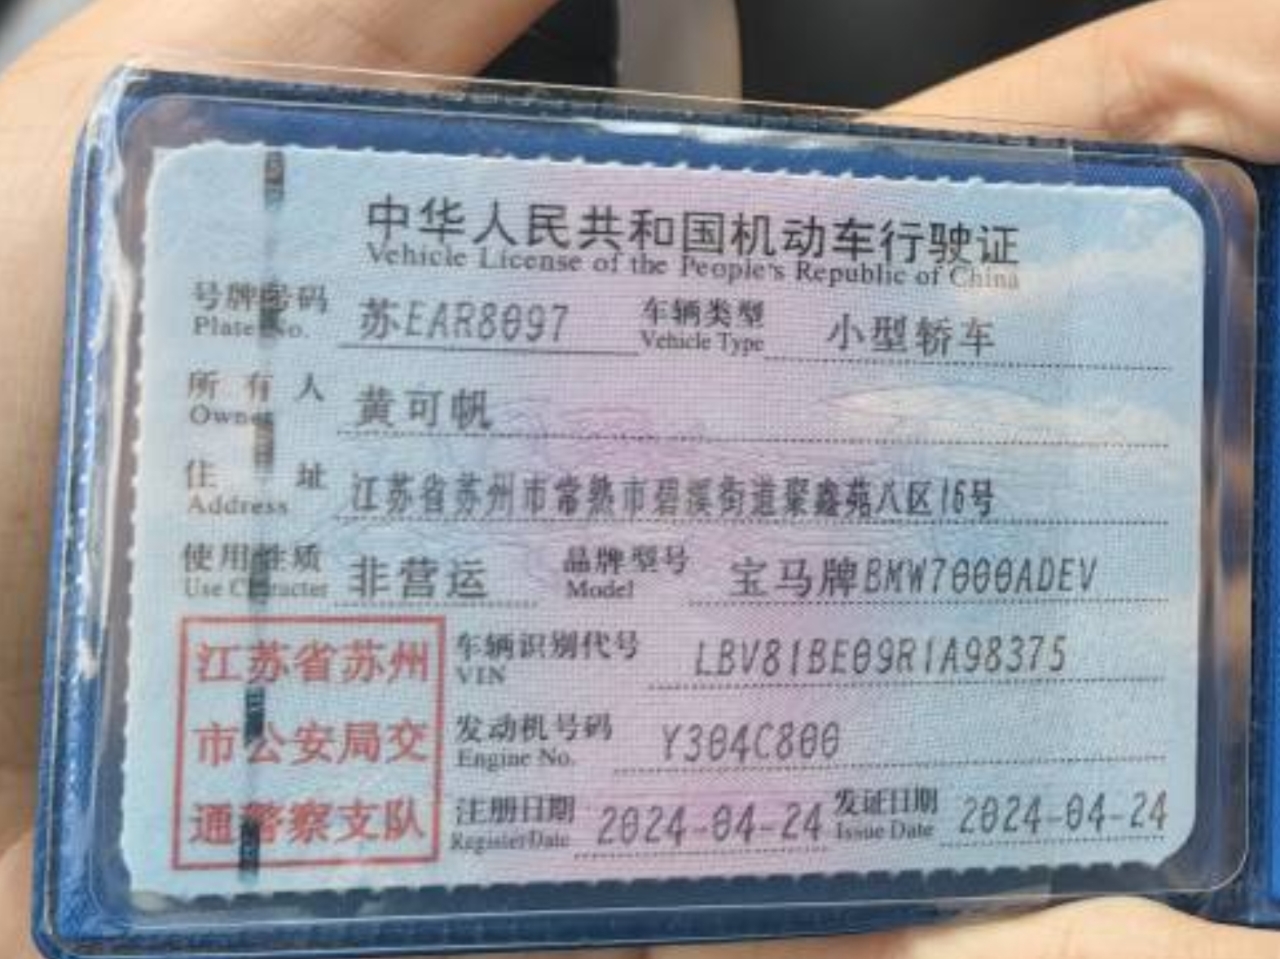 中华人民共和国机动车行驶证
Vehicle License of the People's Republic of China
号牌号码 苏EAR8097 车辆类型 小型轿车
Plate No. Vehicle Type
所有人 黄可帆
Owner
住址 江苏省苏州市常熟市碧溪街道聚鑫苑八区16号
Address
使用性质 非营运 品牌型号 宝马牌BMW7000ADEV
Use Character Model
江苏省苏州
市公安局交
通警察支队
车辆识别代号 LBV81BE09R1A98375
VIN
发动机号码 Y304C800
Engine No.
注册日期 2024-04-24 发证日期 2024-04-24
Register Date Issue Date